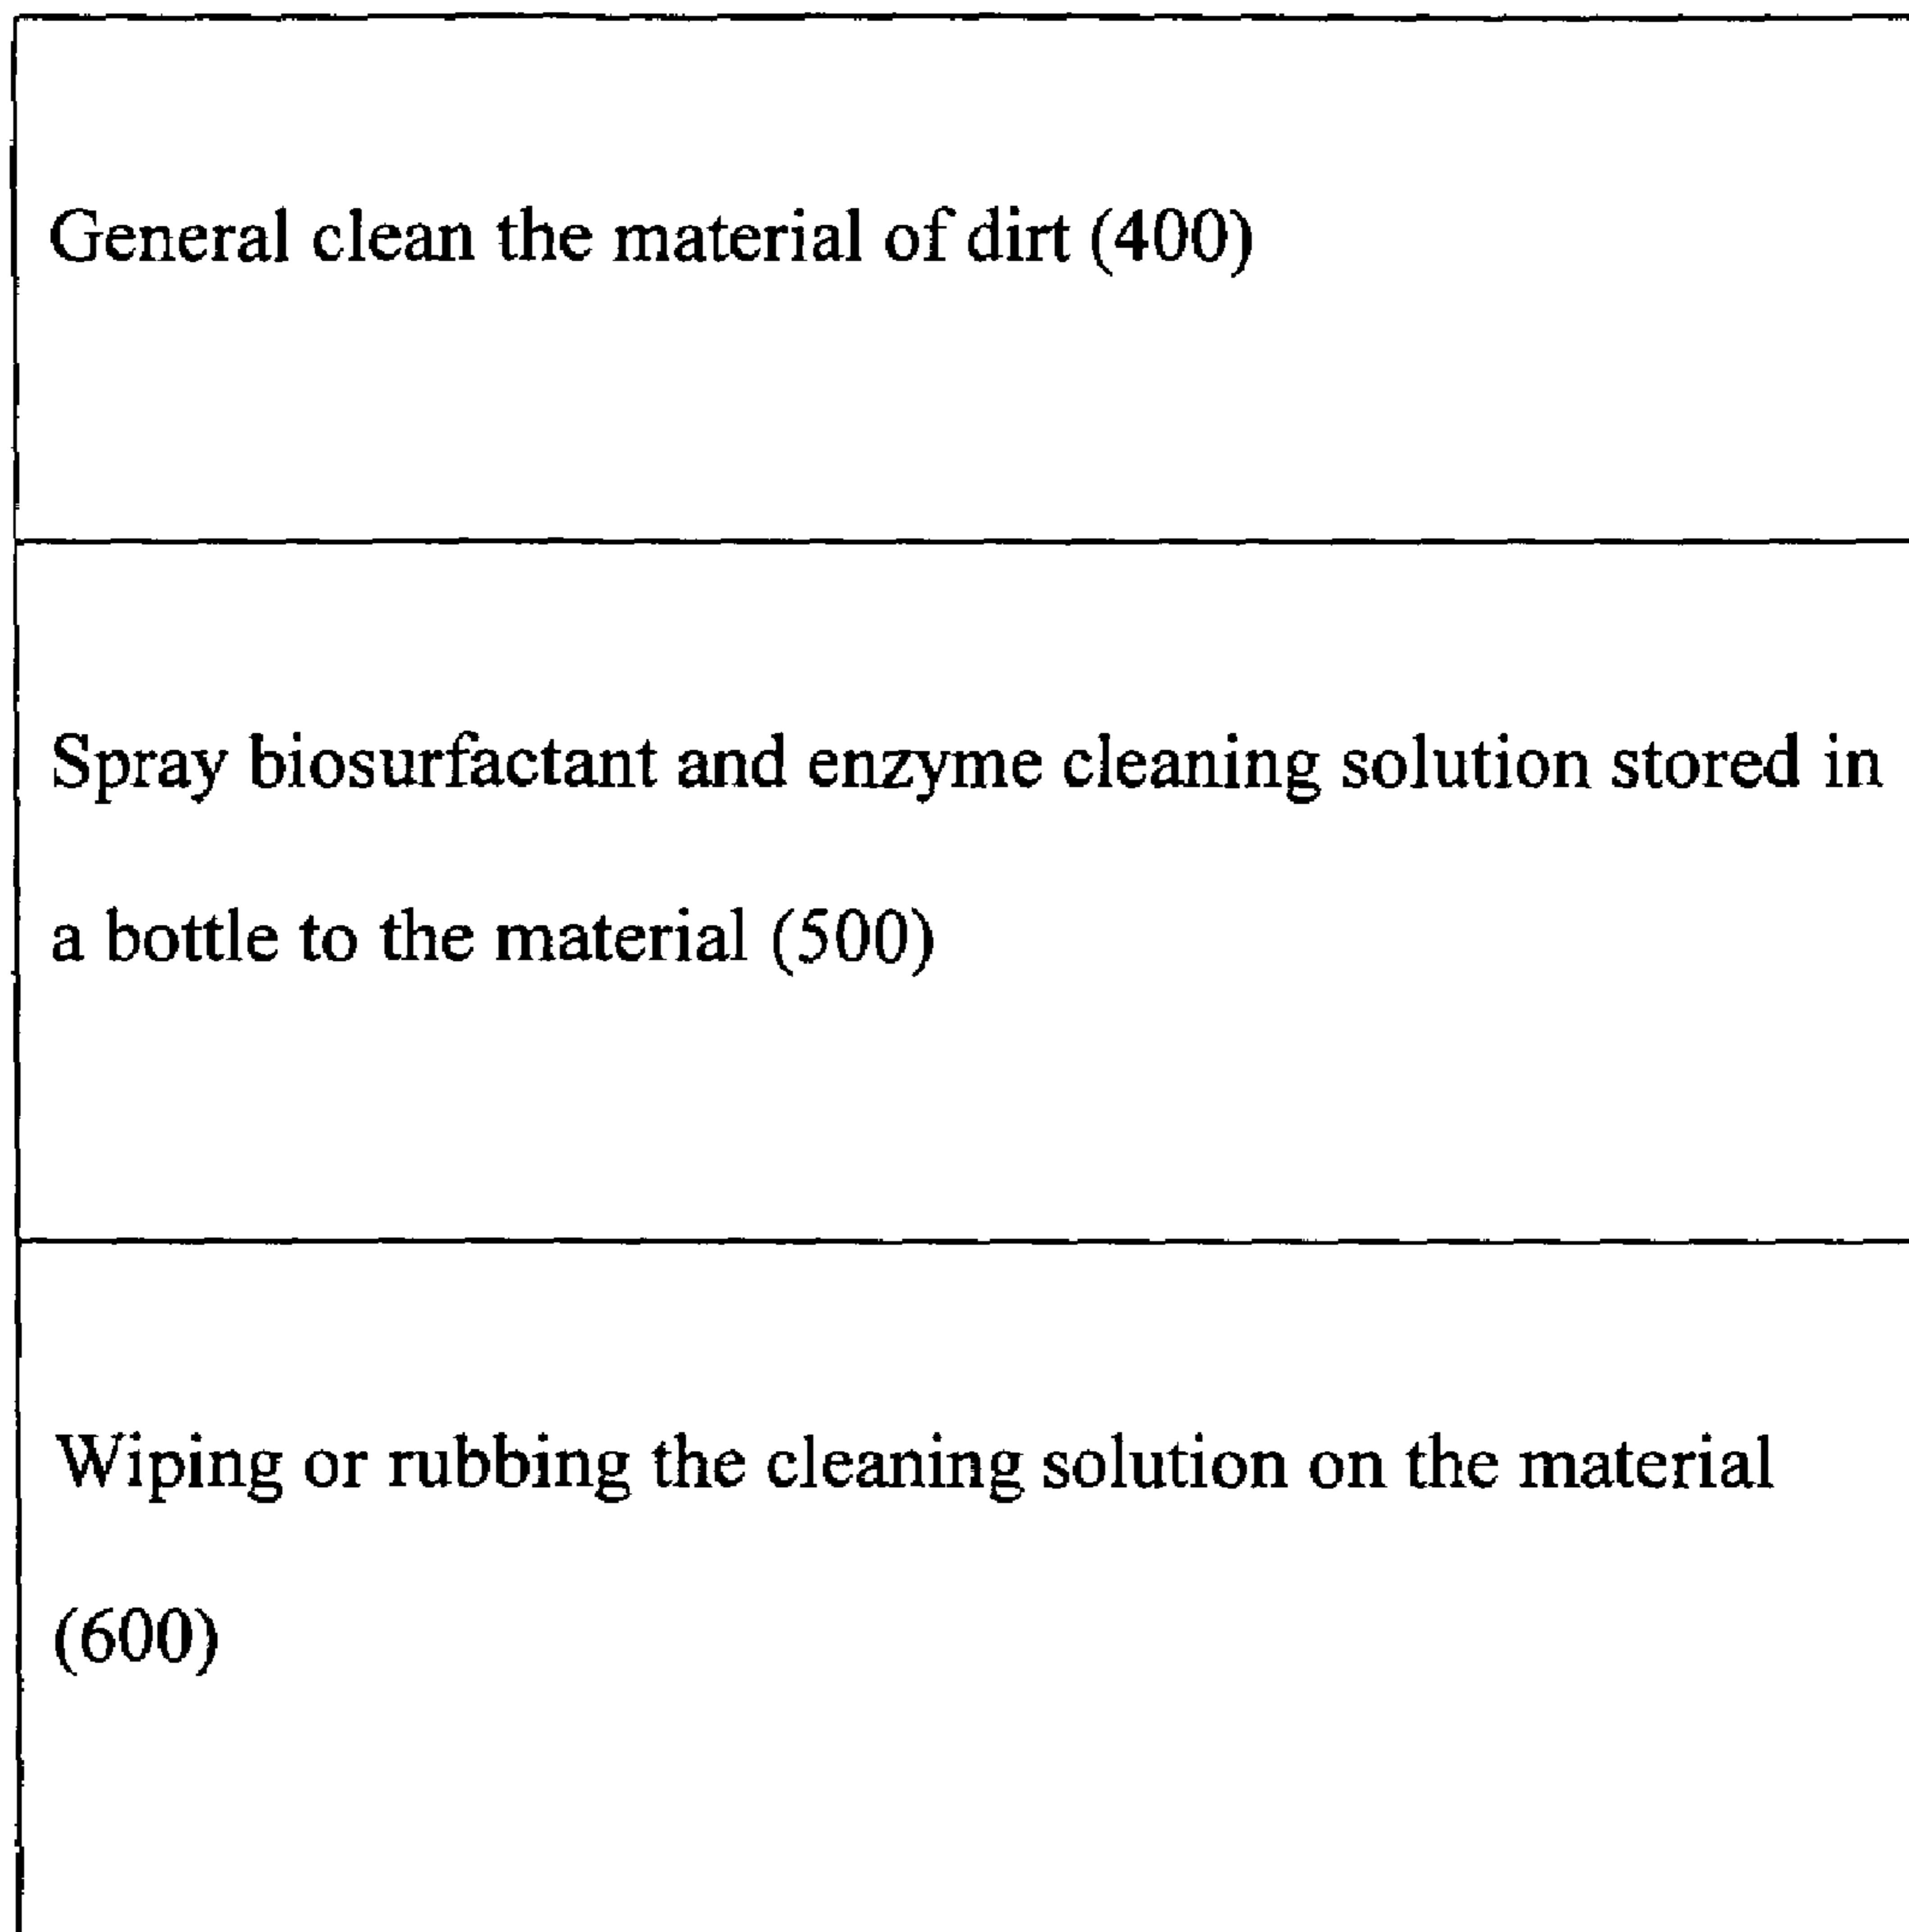 General clean the material of dirt (400)
Spray biosurfactant and enzyme cleaning solution stored in
a bottle to the material (500)
Wiping or rubbing the cleaning solution on the material
(600)